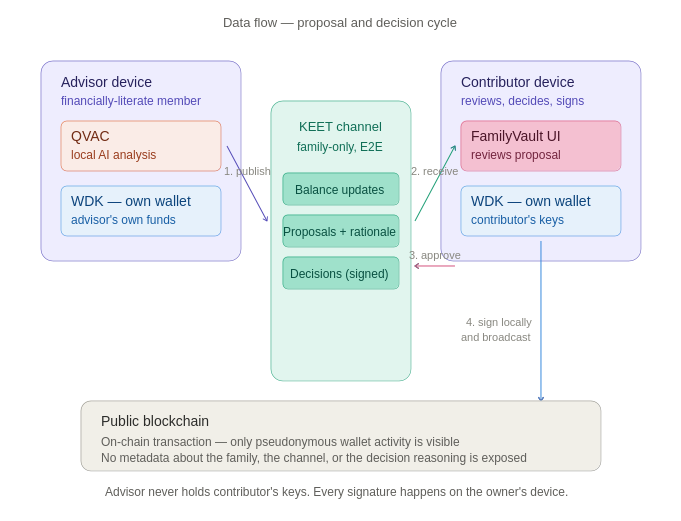 Data flow — proposal and decision cycle
Advisor device
financially-literate member
QVAC
local AI analysis
WDK — own wallet
advisor's own funds
1. publish
KEET channel
family-only, E2E
Balance updates
Proposals + rationale
Decisions (signed)
2. receive
3. approve
Contributor device
reviews, decides, signs
FamilyVault UI
reviews proposal
WDK — own wallet
contributor's keys
4. sign locally
and broadcast
Public blockchain
On-chain transaction — only pseudonymous wallet activity is visible
No metadata about the family, the channel, or the decision reasoning is exposed
Advisor never holds contributor's keys. Every signature happens on the owner's device.